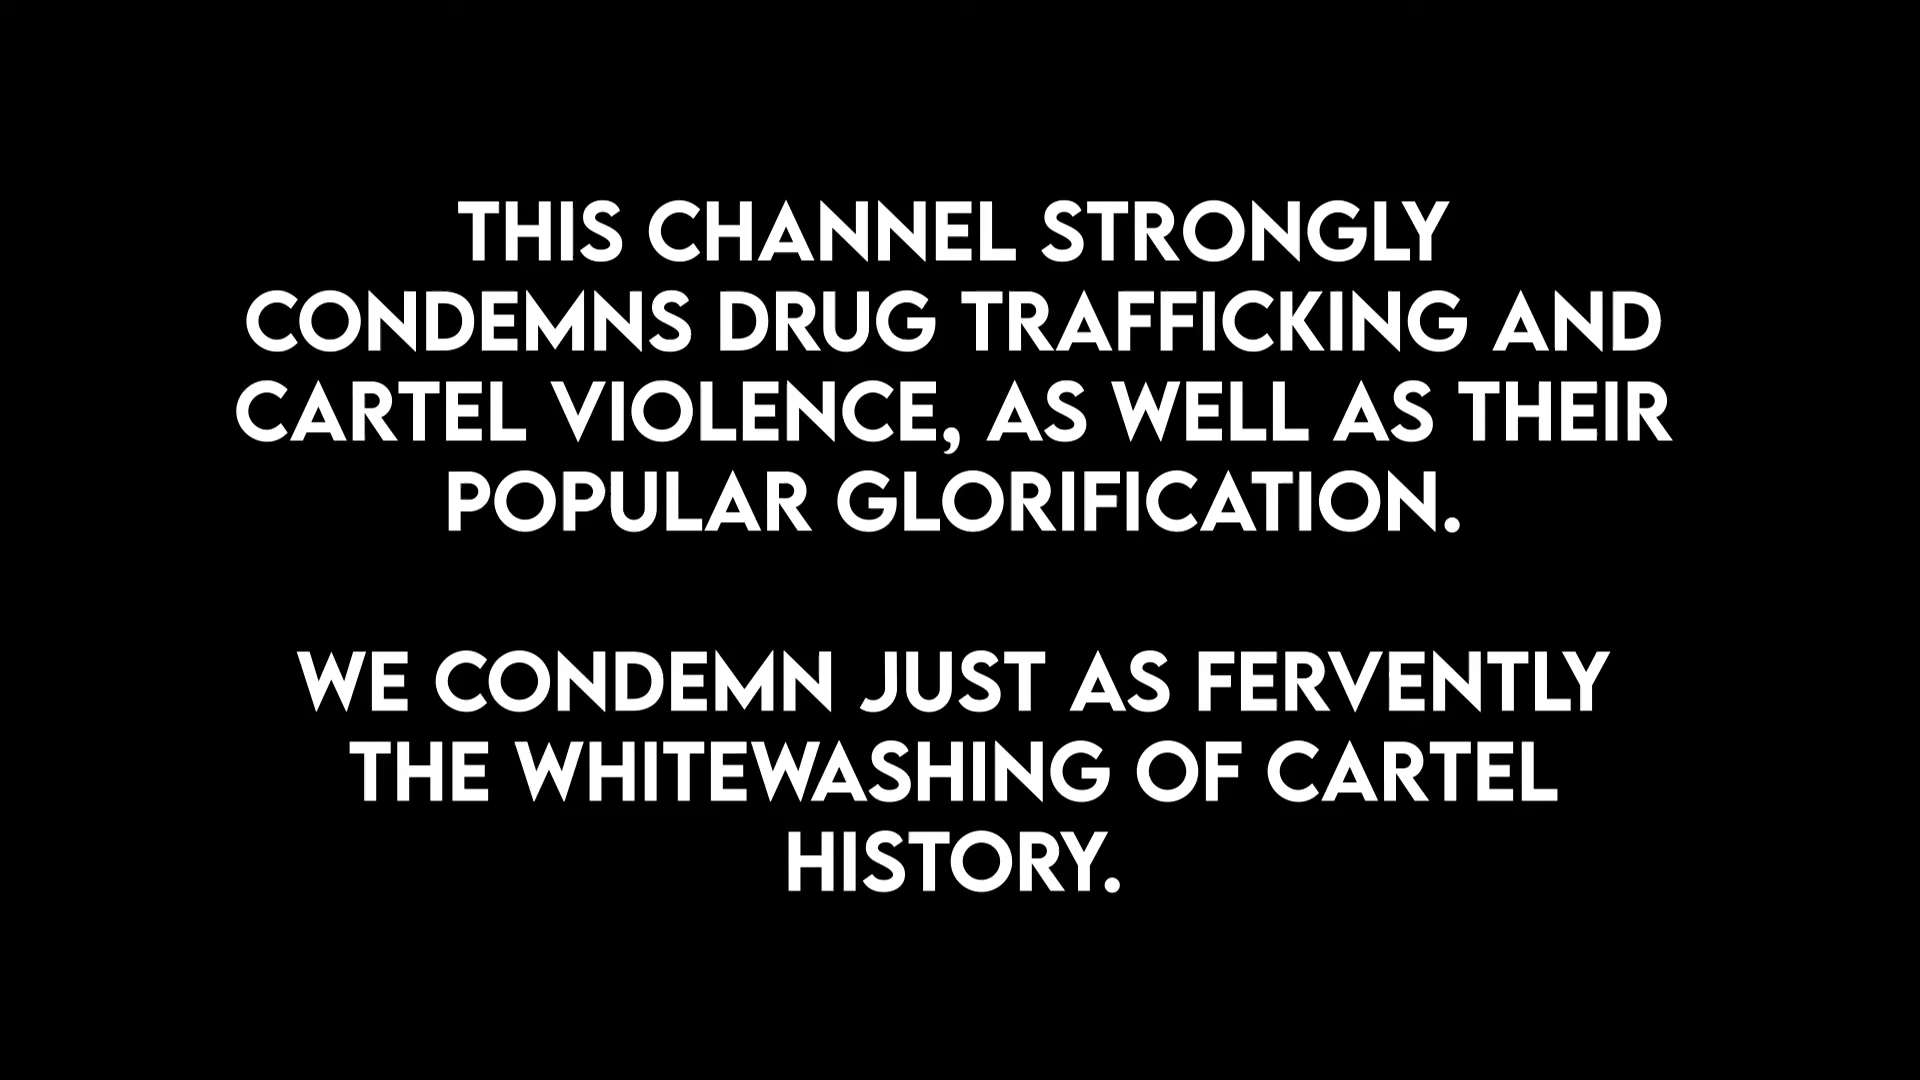 THIS CHANNEL STRONGLY
CONDEMNS DRUG TRAFFICKING AND
CARTEL VIOLENCE, AS WELL AS THEIR
POPULAR GLORIFICATION.
WE CONDEMN JUST AS FERVENTLY
THE WHITEWASHING OF CARTEL
HISTORY.